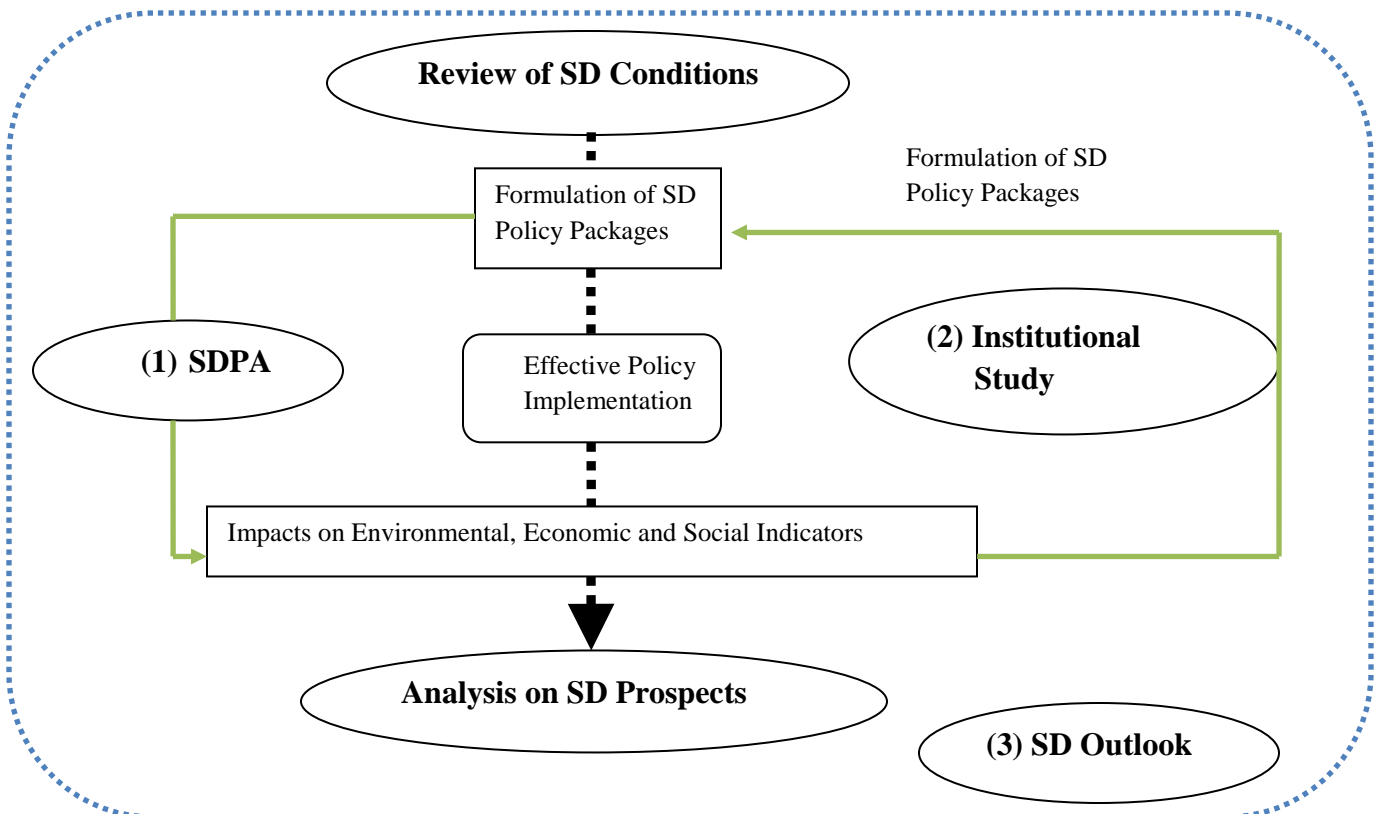 Review of SD Conditions
Formulation of SD
Policy Packages
Formulation of SD
Policy Packages
(1) SDPA
Effective Policy
Implementation
(2) Institutional
Study
Impacts on Environmental, Economic and Social Indicators
Analysis on SD Prospects
(3) SD Outlook